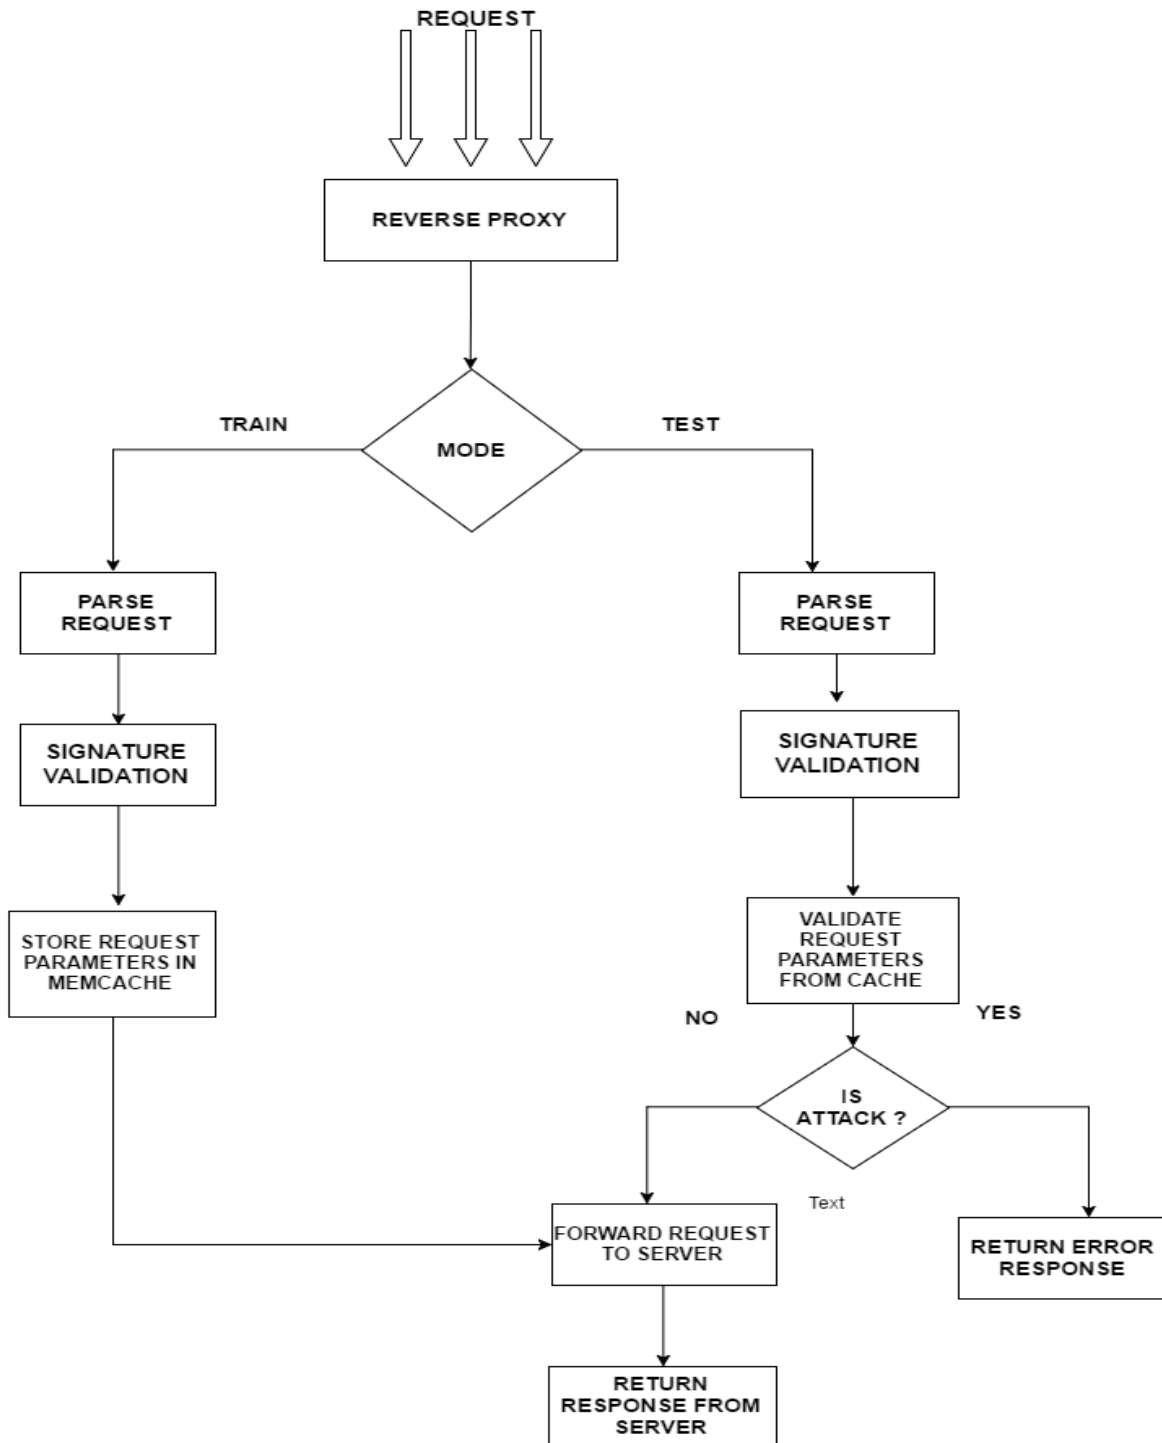 REQUEST
REVERSE PROXY
TRAIN
TEST
MODE
PARSE
REQUEST
PARSE
REQUEST
SIGNATURE
VALIDATION
SIGNATURE
VALIDATION
STORE REQUEST
PARAMETERS IN
MEMCACHE
VALIDATE
REQUEST
PARAMETERS
FROM CACHE
NO
YES
IS
ATTACK ?
Text
FORWARD REQUEST
TO SERVER
RETURN ERROR
RESPONSE
RETURN
RESPONSE FROM
SERVER